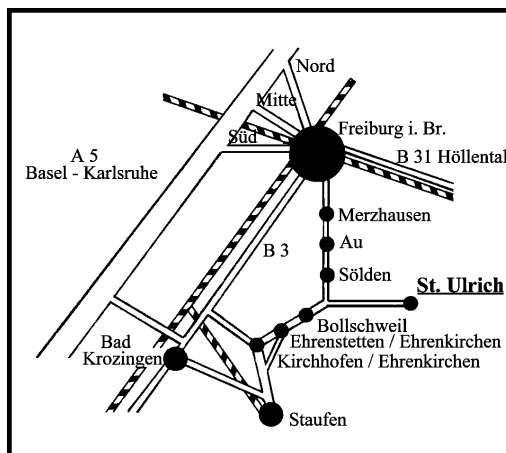 Nord
Mitte
Süd
Freiburg i. Br.
A 5
Basel - Karlsruhe
B 31 Höllental
Merzhausen
Au
B 3
Sölden
St. Ulrich
Bollschweil
Bad
Krozingen
Ehrenstetten / Ehrenkirchen
Kirchhofen / Ehrenkirchen
Staufen